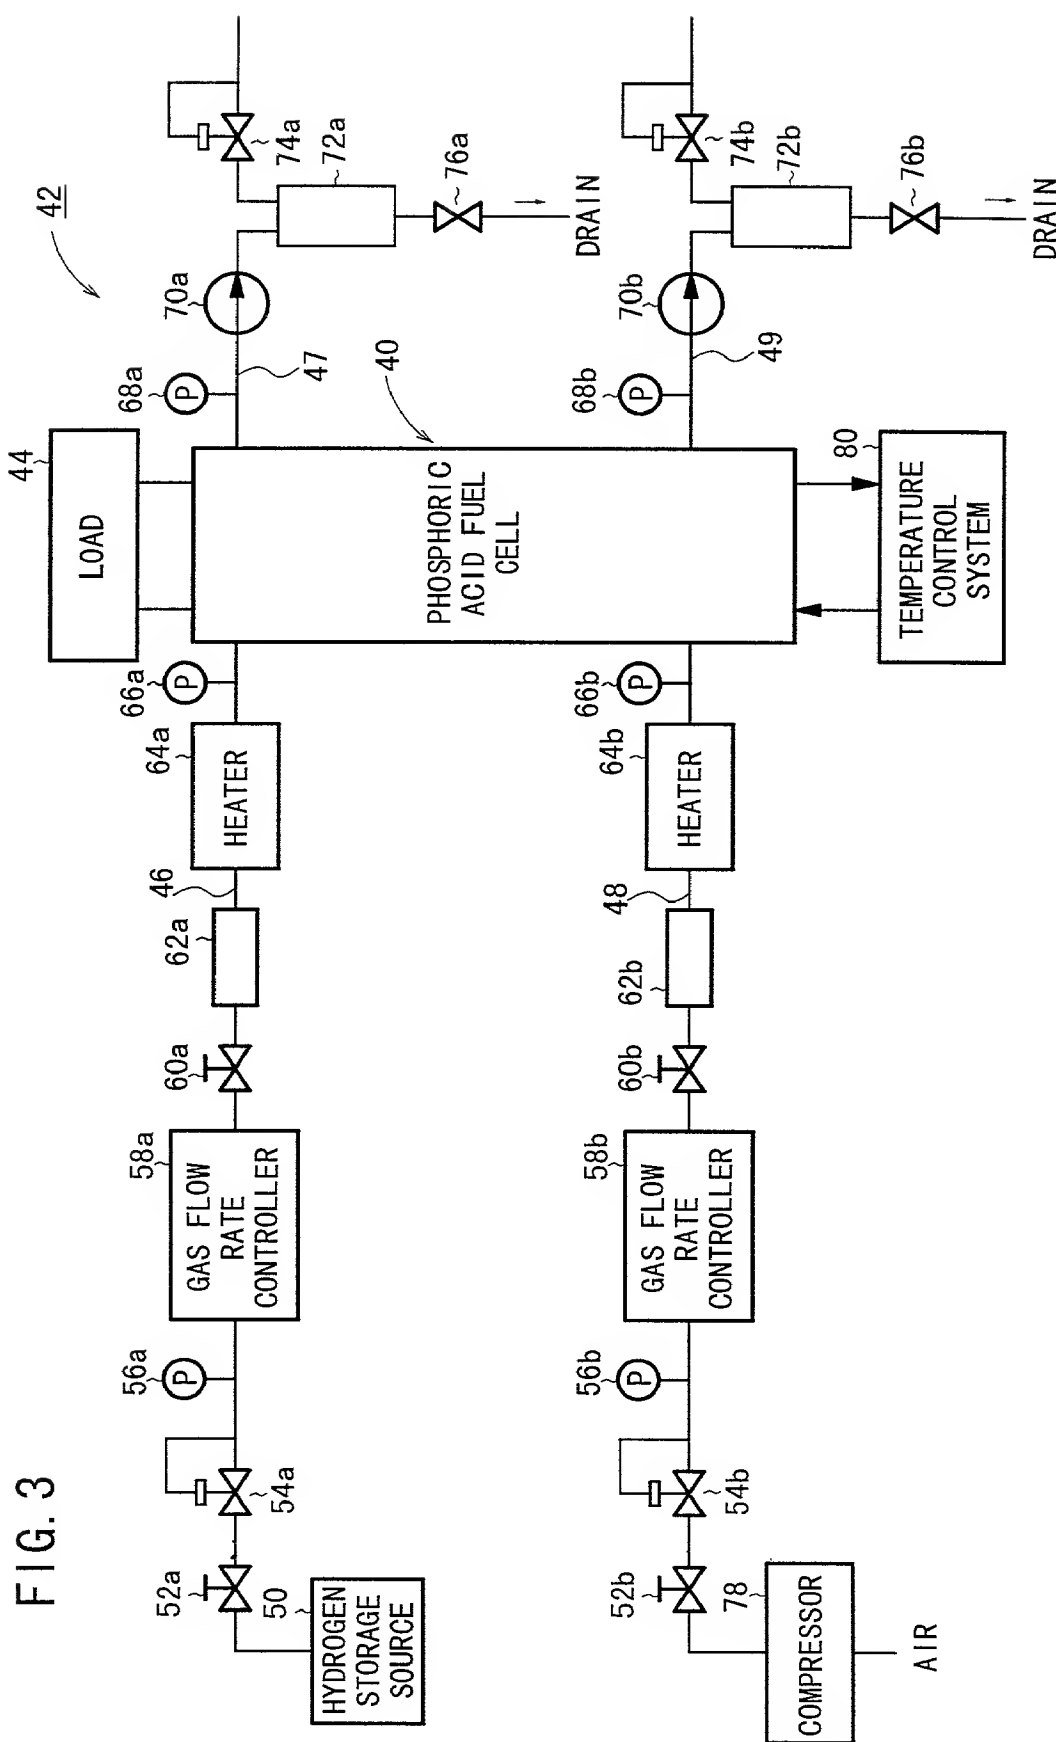 FIG. 3
42
44
LOAD
40
PHOSPHORIC
ACID FUEL
CELL
80
TEMPERATURE
CONTROL
SYSTEM
50
HYDROGEN
STORAGE
SOURCE
52a
54a
56a
P
58a
GAS FLOW
RATE
CONTROLLER
60a
62a
46
64a
HEATER
66a
P
68a
P
47
70a
72a
74a
76a
DRAIN
AIR
78
COMPRESSOR
52b
54b
56b
P
58b
GAS FLOW
RATE
CONTROLLER
60b
62b
48
64b
HEATER
66b
P
68b
P
49
70b
72b
74b
76b
DRAIN